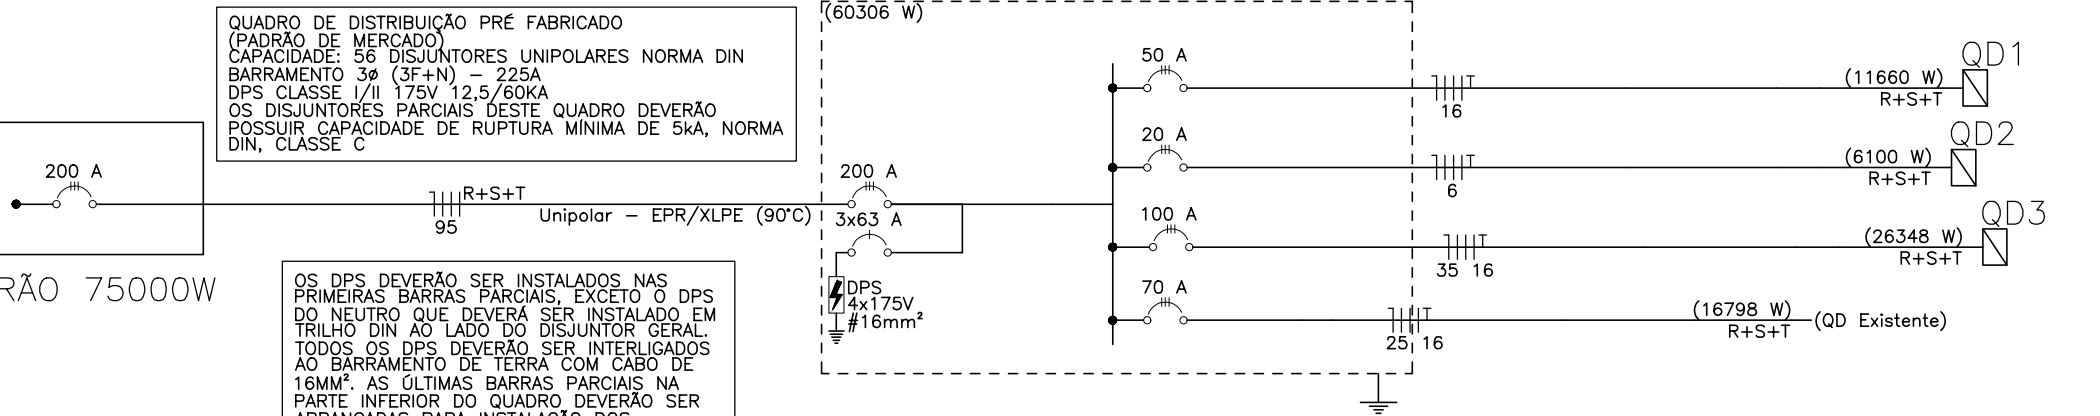 QUADRO DE DISTRIBUIÇÃO PRÉ FABRICADO
(PADRÃO DE MERCADO)
CAPACIDADE: 56 DISJUNTORES UNIPOLARES NORMA DIN
BARRAMENTO 3ø (3F+N) – 225A
DPS CLASSE I/II 175V 12,5/60KA
OS DISJUNTORES PARCIAIS DESTE QUADRO DEVERÃO
POSSUIR CAPACIDADE DE RUPTURA MÍNIMA DE 5kA, NORMA
DIN, CLASSE C
200 A
RÃO 75000W
R+S+T
95
Unipolar – EPR/XLPE (90°C)
OS DPS DEVERÃO SER INSTALADOS NAS
PRIMEIRAS BARRAS PARCIAIS, EXCETO O DPS
DO NEUTRO QUE DEVERÁ SER INSTALADO EM
TRILHO DIN AO LADO DO DISJUNTOR GERAL.
TODOS OS DPS DEVERÃO SER INTERLIGADOS
AO BARRAMENTO DE TERRA COM CABO DE
16MM². AS ÚLTIMAS BARRAS PARCIAIS NA
PARTE INFERIOR DO QUADRO DEVERÃO SER
ARRANCADAS PARA INSTALAÇÃO DOS
(60306 W)
200 A
3x63 A
DPS
4x175V
#16mm²
50 A
T
16
(11660 W)
R+S+T
QD1
20 A
T
6
(6100 W)
R+S+T
QD2
100 A
T
35 16
(26348 W)
R+S+T
QD3
70 A
T
25 16
(16798 W)
R+S+T
(QD Existente)